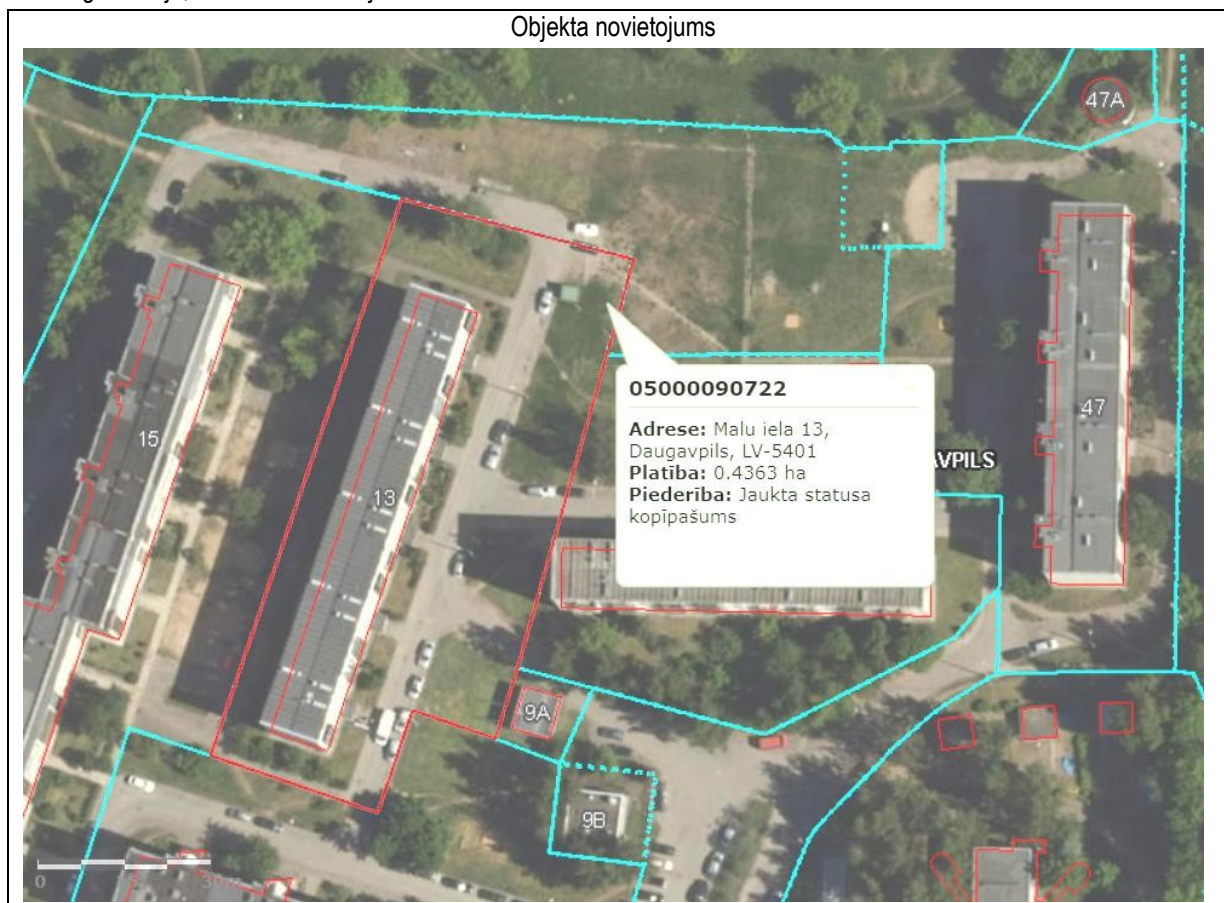 Objekta novietojums
47A
05000090722
Adrese: Malu iela 13,
Daugavpils, LV-5401
Platība: 0.4363 ha
Piederība: Jaukta statusa
kopīpašums
AVPILS
47
15
13
9A
9B
0